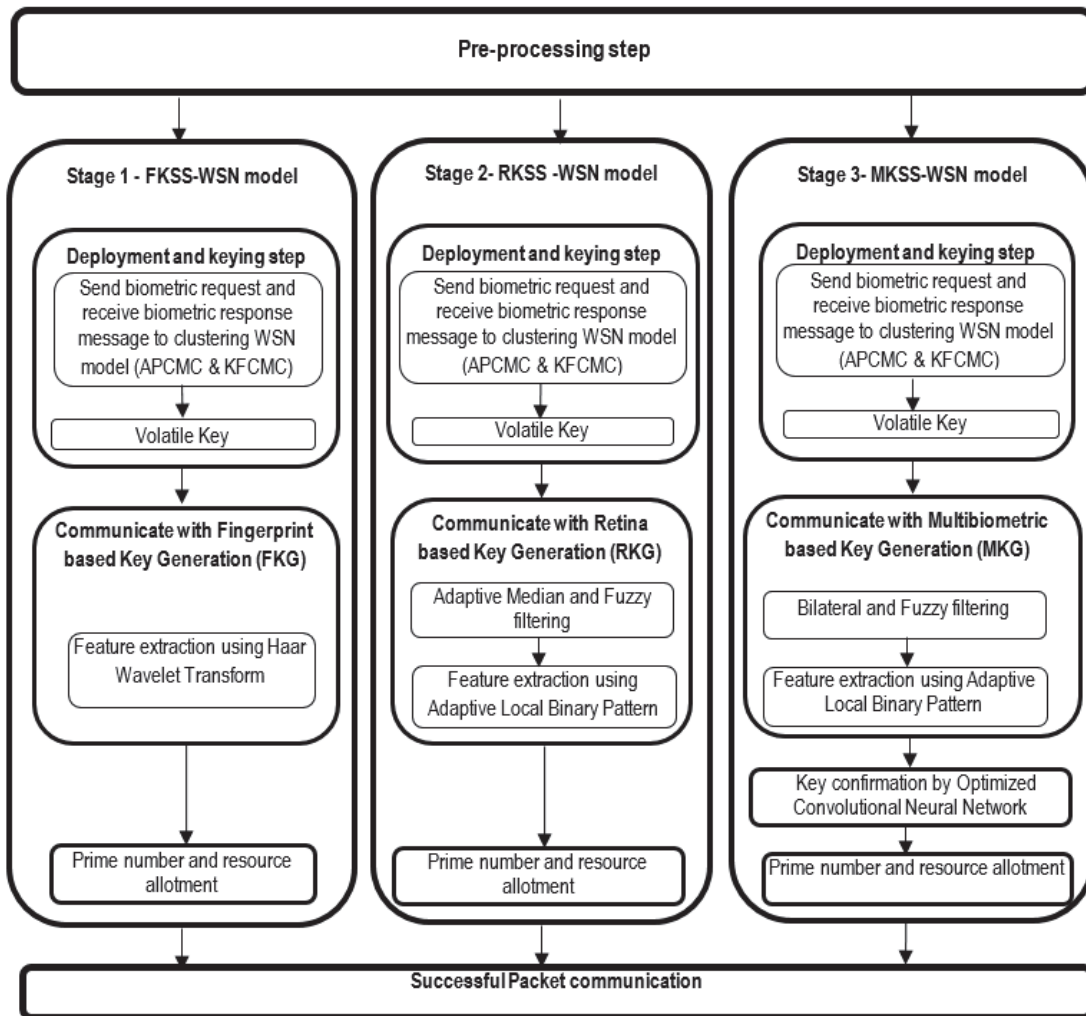 Pre-processing step
Stage 1 - FKSS-WSN model
Deployment and keying step
Send biometric request and
receive biometric response
message to clustering WSN
model (APCMC & KFCMC)
Volatile Key
Communicate with Fingerprint
based Key Generation (FKG)
Feature extraction using Haar
Wavelet Transform
Prime number and resource
allotment
Stage 2- RKSS -WSN model
Deployment and keying step
Send biometric request and
receive biometric response
message to clustering WSN model
(APCMC & KFCMC)
Volatile Key
Communicate with Retina
based Key Generation (RKG)
Adaptive Median and Fuzzy
filtering
Feature extraction using
Adaptive Local Binary Pattern
Prime number and resource
allotment
Stage 3- MKSS-WSN model
Deployment and keying step
Send biometric request and
receive biometric response
message to clustering WSN model
(APCMC & KFCMC)
Volatile Key
Communicate with Multibiometric
based Key Generation (MKG)
Bilateral and Fuzzy filtering
Feature extraction using Adaptive
Local Binary Pattern
Key confirmation by Optimized
Convolutional Neural Network
Prime number and resource allotment
Successful Packet communication